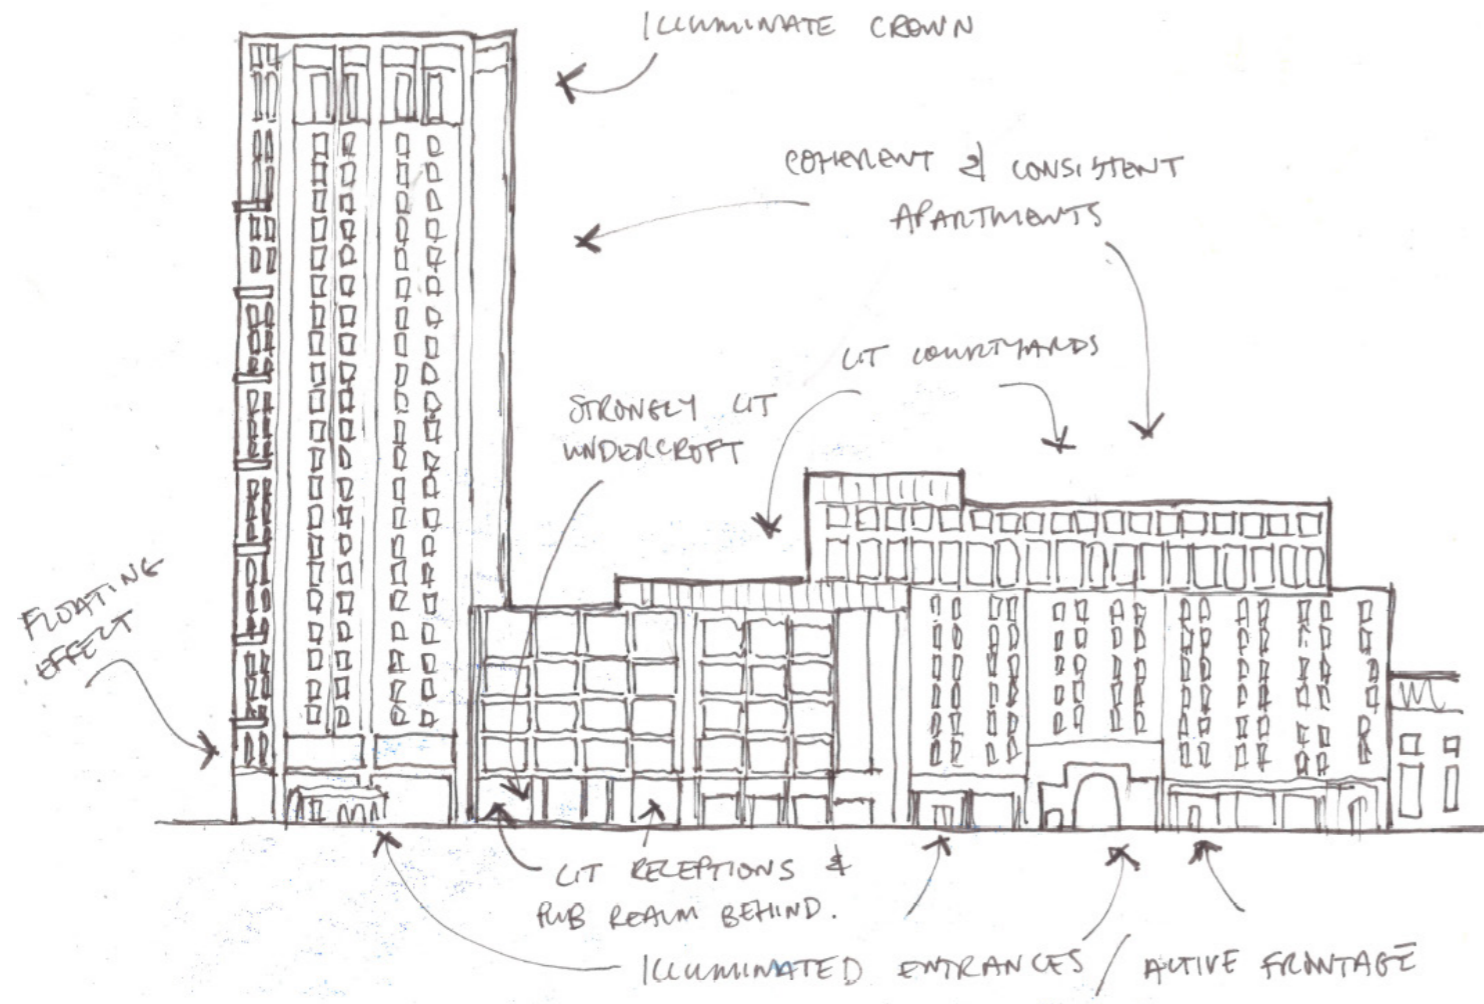 ILLUMINATE CROWN
COHERENT & CONSISTENT
APARTMENTS
LIT COURTYARDS
STRONGLY LIT
UNDERCROFT
FLOATING
EFFECT
LIT RECEPTIONS &
PUB REALM BEHIND.
ILLUMINATED ENTRANCES / ACTIVE FRONTAGE